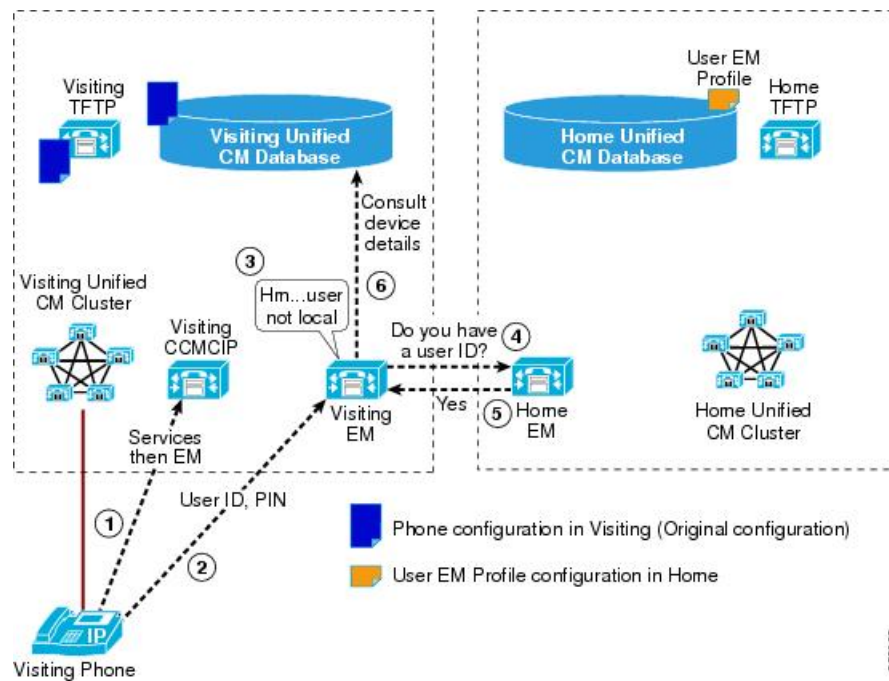 Visiting
TFTP
Visiting Unified
CM Database
User EM
Profile
Home
TFTP
Home Unified
CM Database
Consult
device
details
3
6
Hm...user
not local
Visiting Unified
CM Cluster
Visiting
CCMCIP
Do you have
a user ID?
4
Yes
5
Visiting
EM
Home
EM
Home Unified
CM Cluster
Services
then EM
1
User ID, PIN
2
Phone configuration in Visiting (Original configuration)
User EM Profile configuration in Home
IP
Visiting Phone